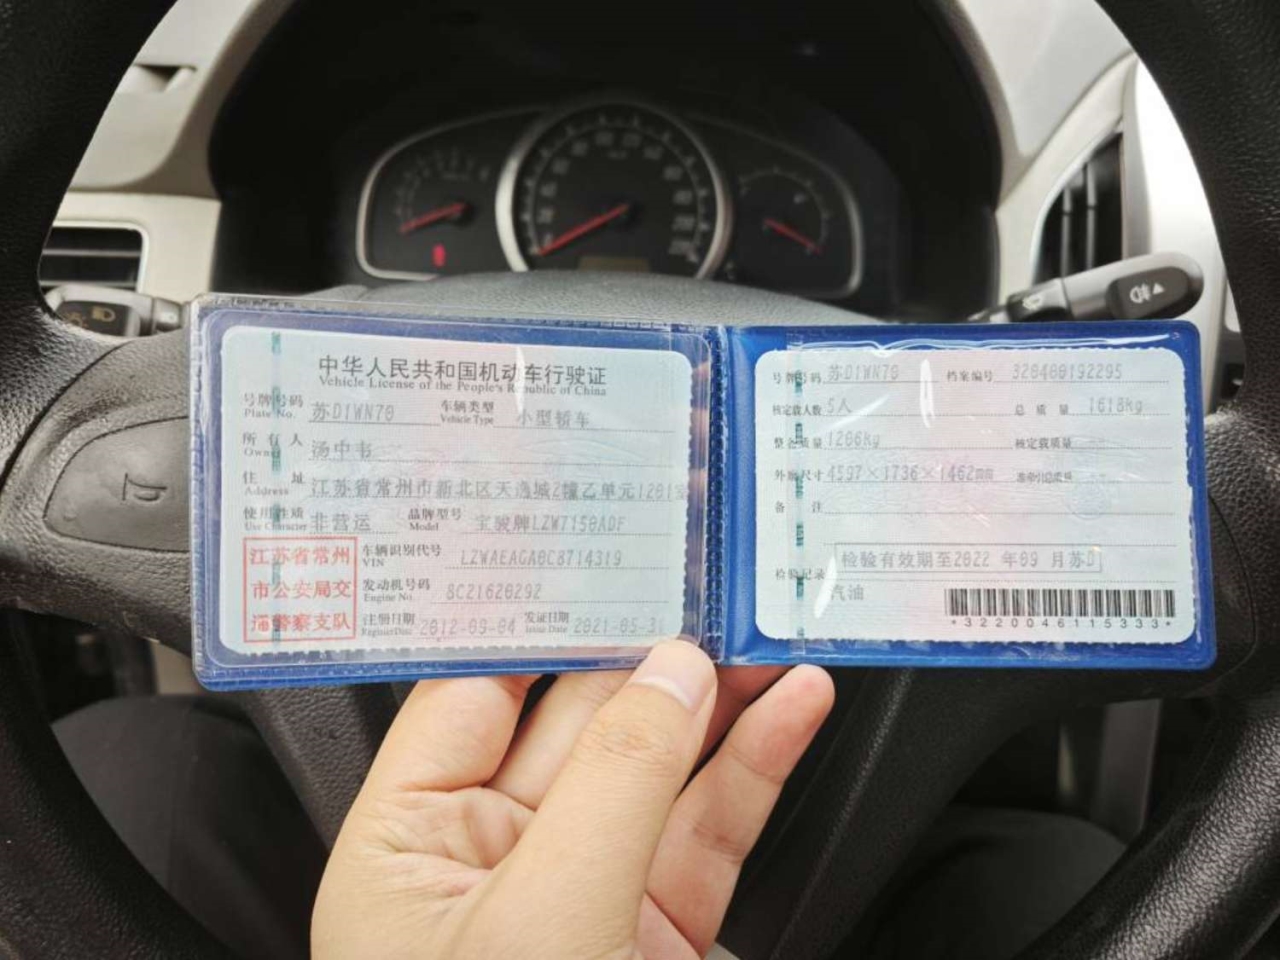 中华人民共和国机动车行驶证
Vehicle License of the People's Republic of China
号牌号码 Plate No. 苏D1WN70 车辆类型 Vehicle Type 小型轿车
所有人 Owner 汤中韦
住址 Address 江苏省常州市新北区天逸城2幢乙单元1201室
使用性质 Use Character 非营运 品牌型号 Model 宝骏牌LZW7150ADF
江苏省常州
市公安局交
通警察支队
车辆识别代号 VIN LZWAEAGA0C8714319
发动机号码 Engine No. 8C21620292
注册日期 Register Date 2012-09-04 发证日期 Issue Date 2021-05-31
号牌号码 苏D1WN70 档案编号 320400192295
核定载人数 5人 总质量 1618kg
整备质量 1206kg 核定载质量 --
外廓尺寸 4597×1736×1462mm 准牵引总质量 --
备注
检验记录 检验有效期至2022年09月苏D
汽油
*3220046115333*